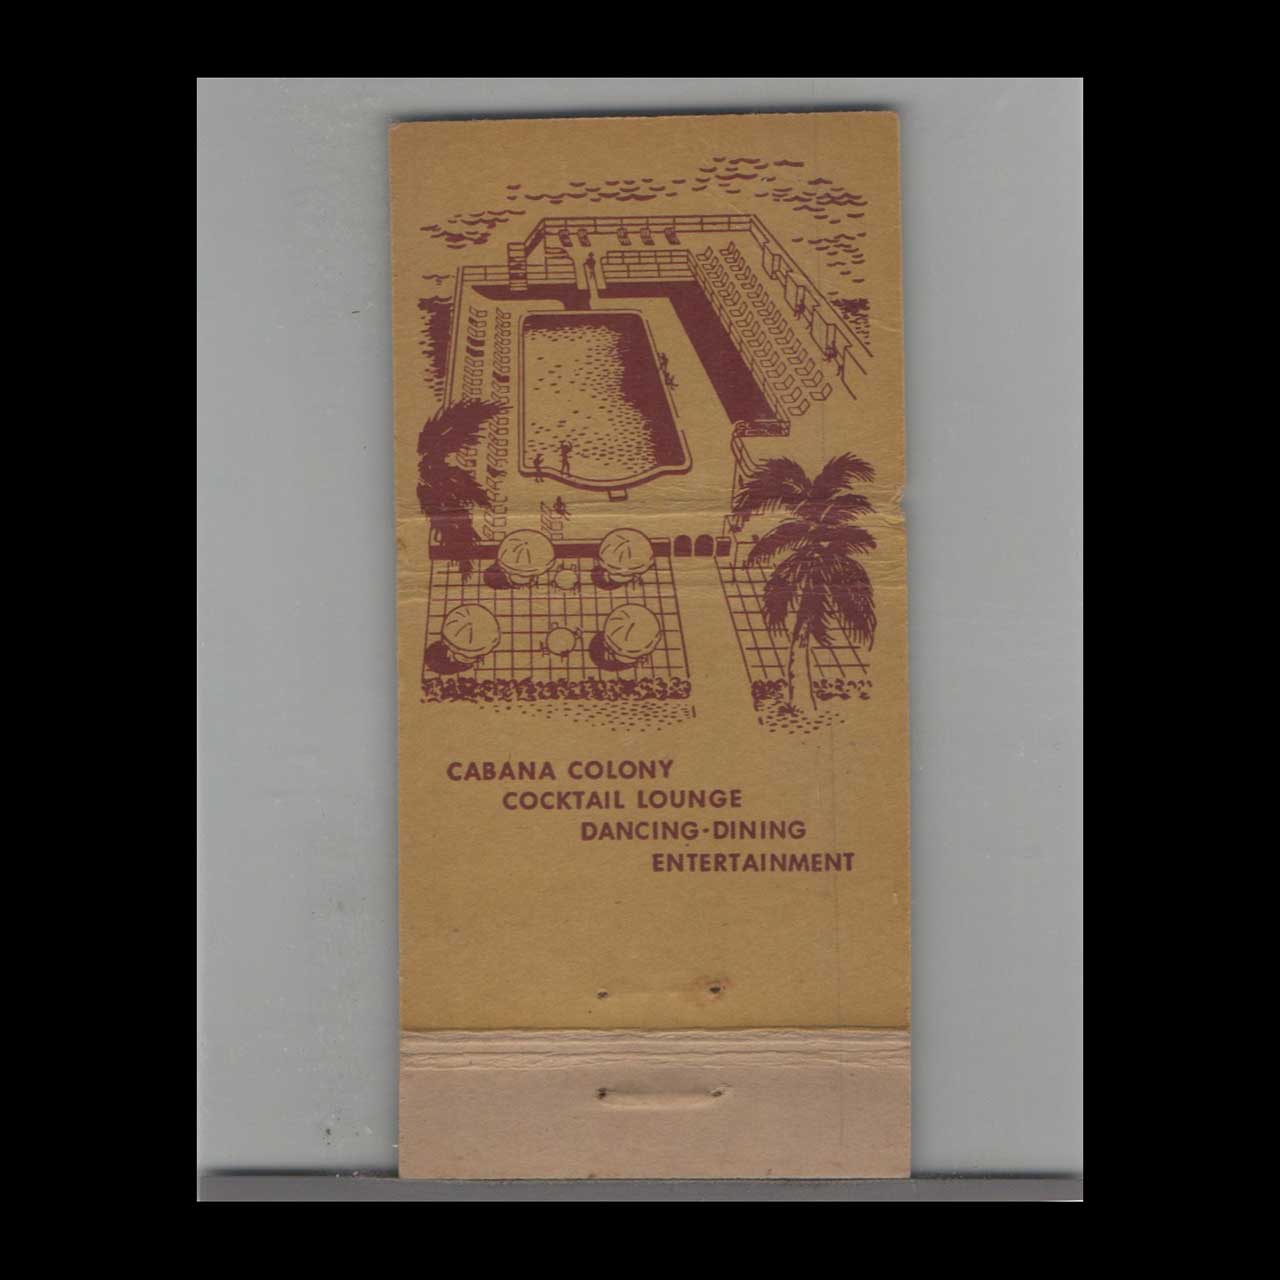 CABANA COLONY
COCKTAIL LOUNGE
DANCING-DINING
ENTERTAINMENT